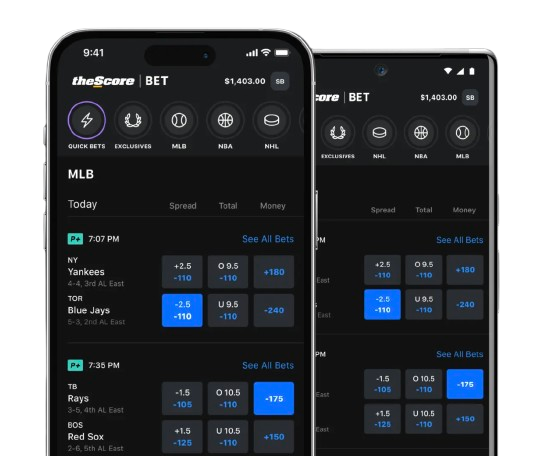 9:41
theScore BET $1,403.00 SB
QUICK BETS EXCLUSIVES MLB NBA NHL
MLB
Today Spread Total Money
P+ 7:07 PM See All Bets
NY +2.5 O 9.5 +180
Yankees -110 -110
4-4, 3rd AL East
TOR -2.5 U 9.5 -240
Blue Jays -110 -110
5-3, 2nd AL East
P+ 7:35 PM See All Bets
TB -1.5 O 10.5 -175
Rays -105 -110
3-5, 4th AL East
BOS +1.5 U 10.5 +150
Red Sox -125 -110
2-6, 5th AL East
core BET $1,403.00 SB
EXCLUSIVES NHL NBA MLB
Spread Total Money
PM See All Bets
+2.5 O 9.5 +180
-110 -110
East
-2.5 U 9.5 -240
-110 -110
East
PM See All Bets
-1.5 O 10.5 -175
-110 -110
East
+1.5 U 10.5 +150
-125 -110
East